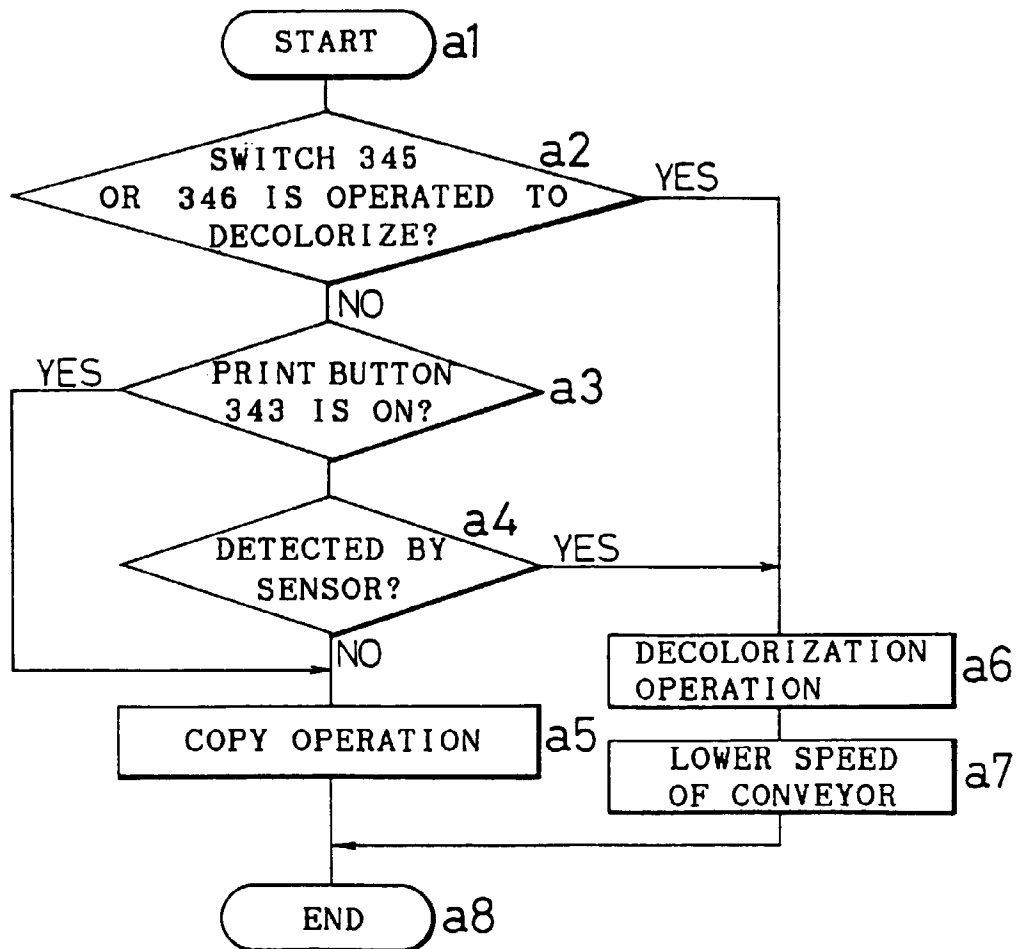 START a1
a2
SWITCH 345
OR 346 IS OPERATED TO
DECOLORIZE?
YES
NO
YES
PRINT BUTTON
343 IS ON?
a3
a4
DETECTED BY
SENSOR?
YES
NO
DECOLORIZATION
OPERATION
a6
COPY OPERATION a5
LOWER SPEED
OF CONVEYOR
a7
END a8